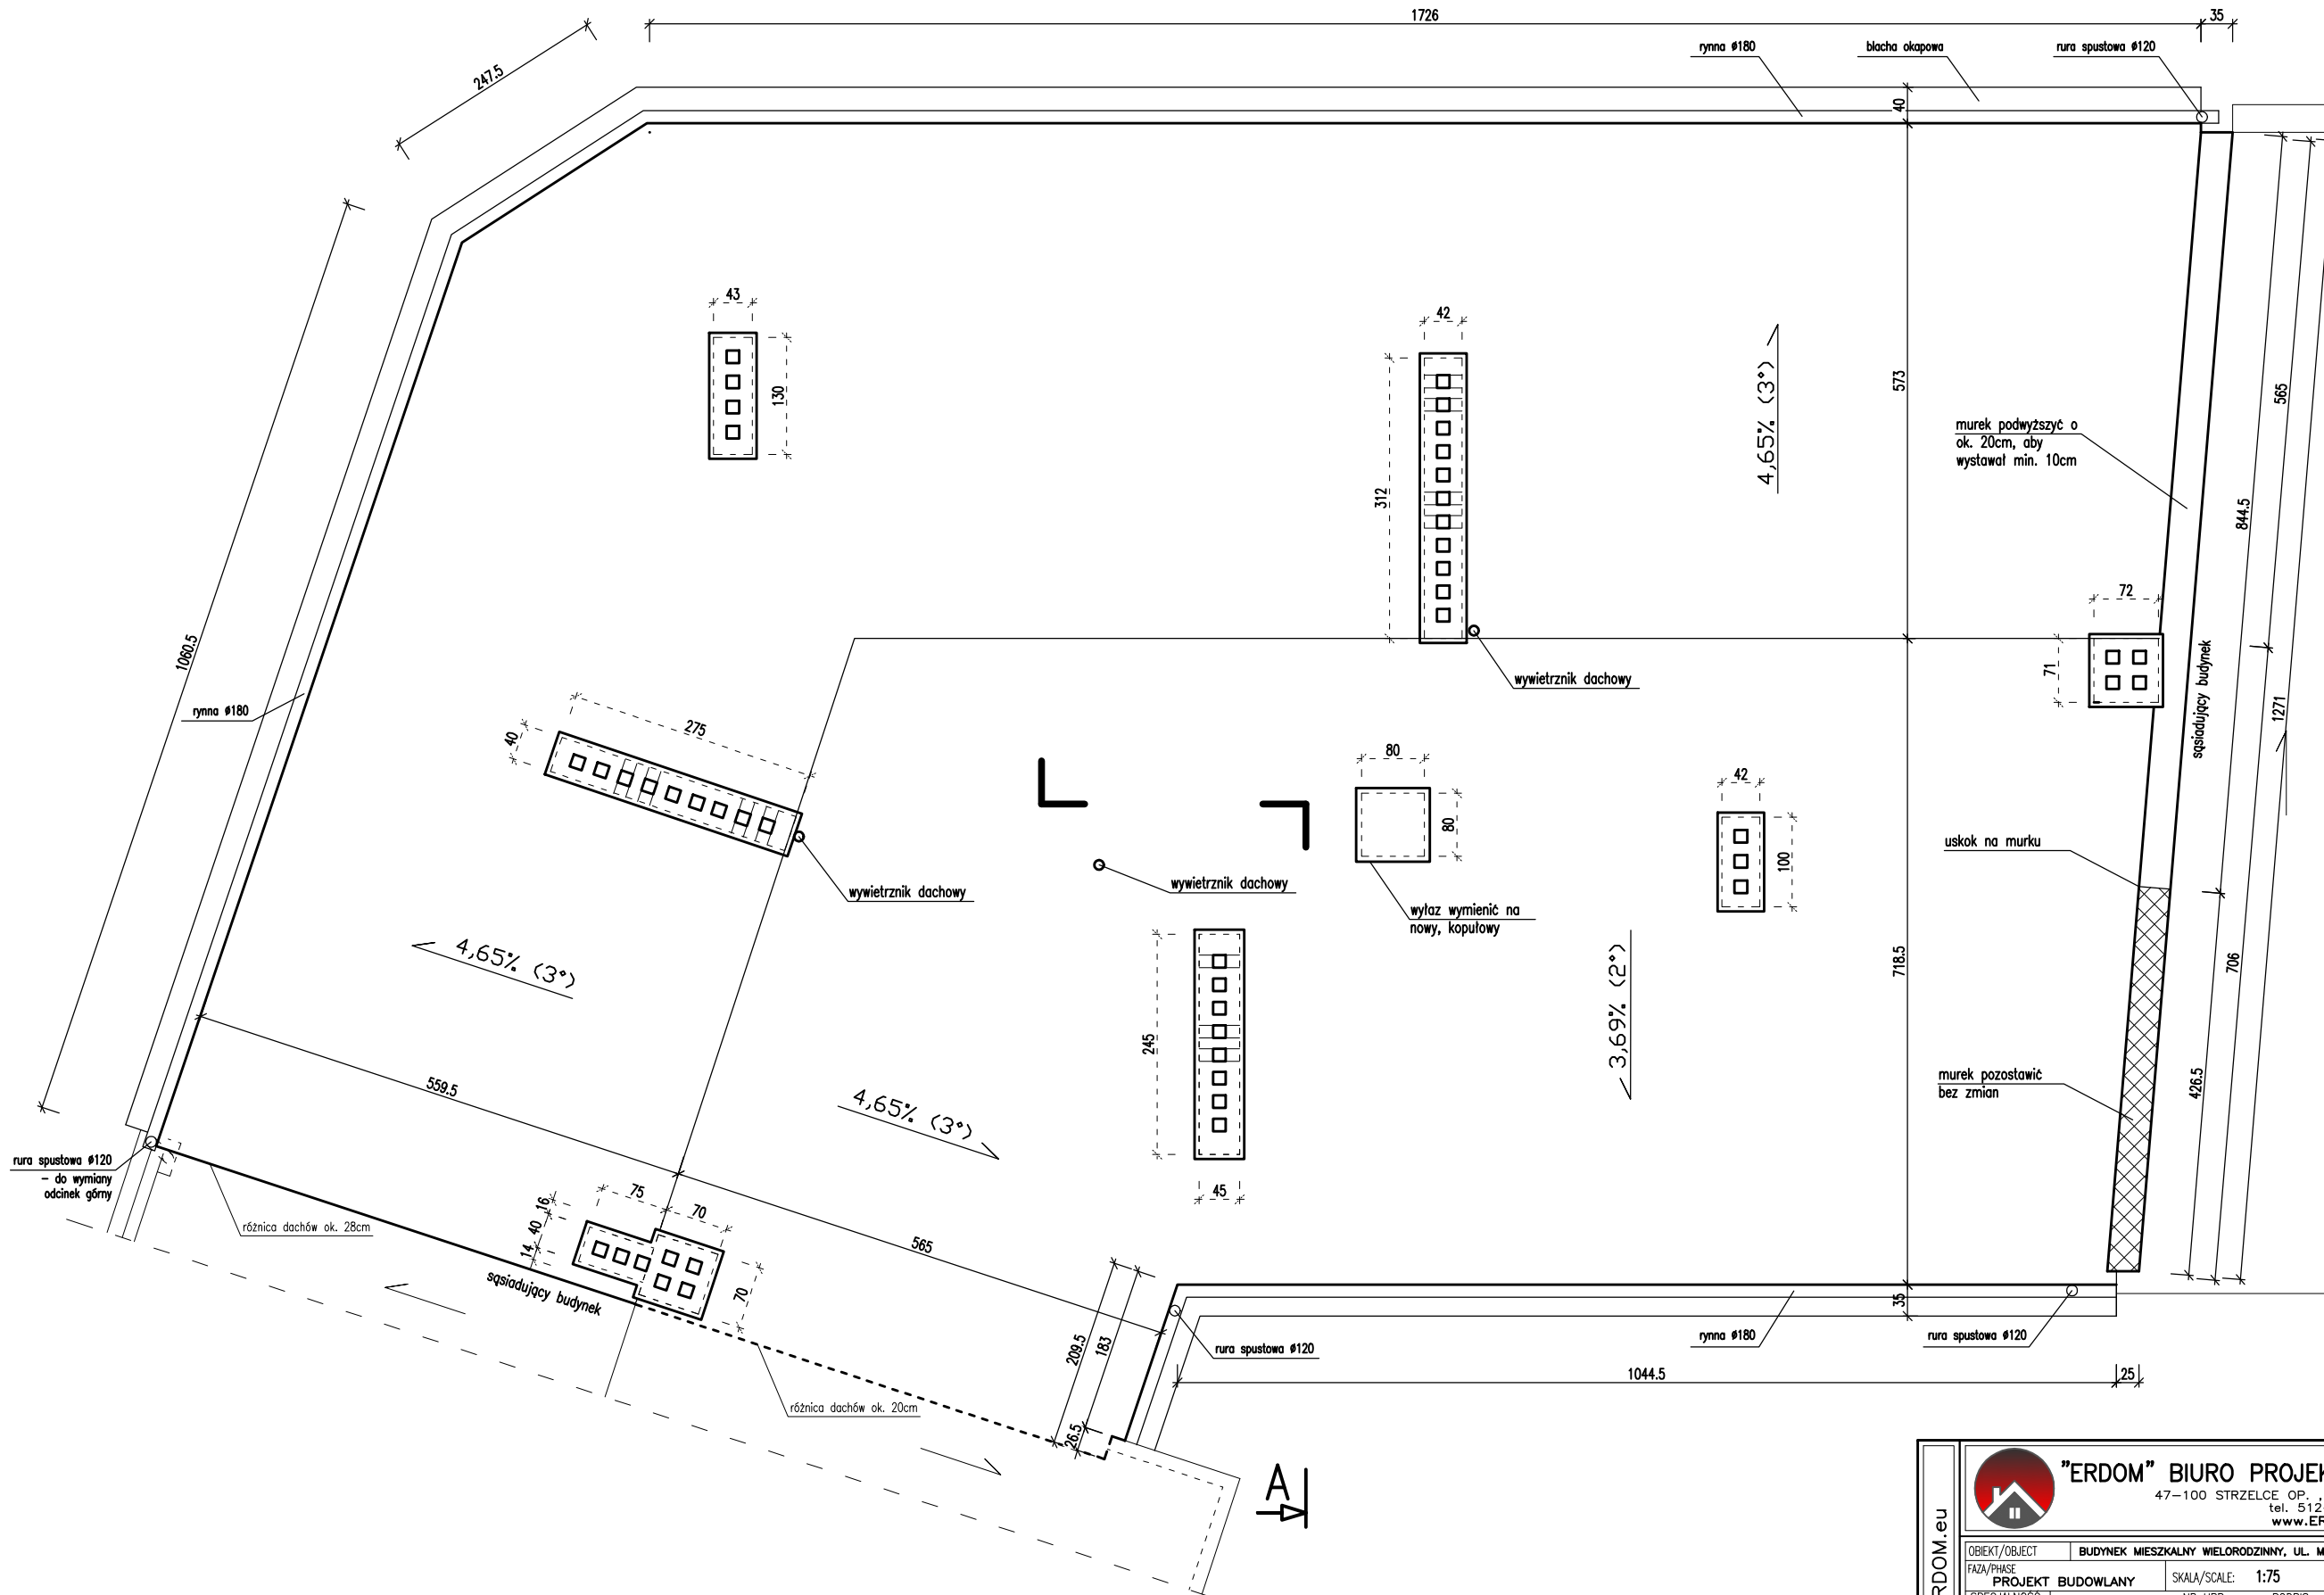 1726
35
247.5
rynna ø180
blacha okapowa
rura spustowa ø120
40
43
130
42
312
4,65% (3°)
573
murek podwyższyć o
ok. 20cm, aby
wystawał min. 10cm
565
844.5
1271
72
71
sąsiadujący budynek
1060.5
rynna ø180
275
40
wywietrznik dachowy
wywietrznik dachowy
wywietrznik dachowy
80
80
wyłaz wymienić na
nowy, kopułowy
42
100
uskok na murku
4,65% (3°)
559.5
4,65% (3°)
245
45
3,69% (2°)
718.5
706
426.5
murek pozostawić
bez zmian
rura spustowa ø120
- do wymiany
odcinek górny
różnica dachów ok. 28cm
16
40
14
75
70
70
sąsiadujący budynek
565
209.5
183
26.5
różnica dachów ok. 20cm
rura spustowa ø120
rynna ø180
rura spustowa ø120
35
1044.5
25
A
"ERDOM" BIURO PROJEK
47-100 STRZELCE OP. ,
tel. 512
www.ER
RDOM.eu
OBIEKT/OBJECT
BUDYNEK MIESZKALNY WIELORODZINNY, UL. M
FAZA/PHASE
PROJEKT BUDOWLANY
SKALA/SCALE: 1:75